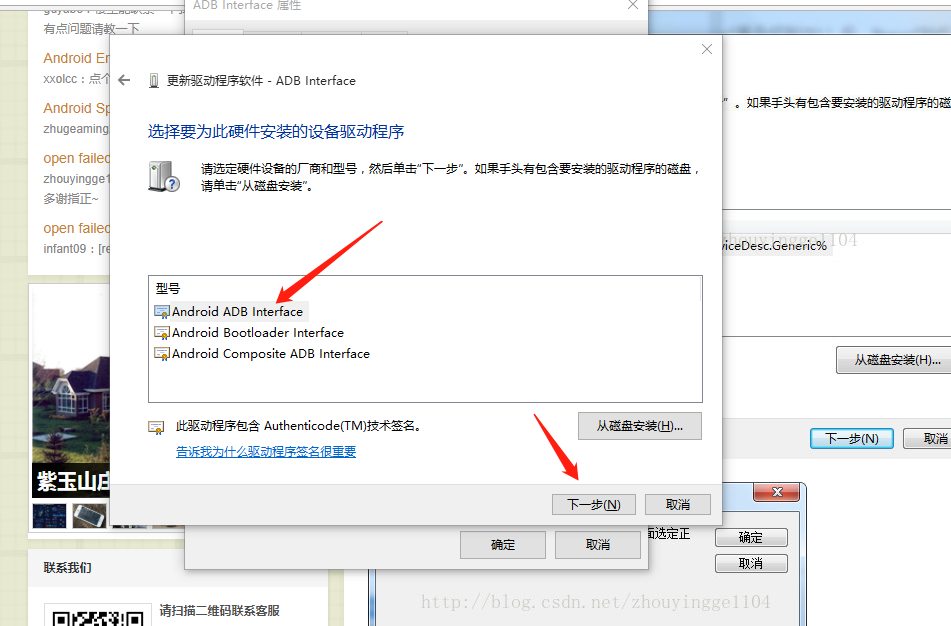 ADB Interface 属性
有点问题请教一下
Android Er
xxolcc：点个
Android Sp
zhugeaming
open failed
zhouyingge1
多谢指正~
open failed
infant09：[re
更新驱动程序软件 - ADB Interface
选择要为此硬件安装的设备驱动程序
请选定硬件设备的厂商和型号，然后单击“下一步”。如果手头有包含要安装的驱动程序的磁盘，
请单击“从磁盘安装”。
型号
Android ADB Interface
Android Bootloader Interface
Android Composite ADB Interface
此驱动程序包含 Authenticode(TM)技术签名。
从磁盘安装(H)...
告诉我为什么驱动程序签名很重要
下一步(N)
取消
确定
取消
”。如果手头有包含要安装的驱动程序的磁
zhouyingge1104
viceDesc.Generic%
从磁盘安装(H)...
下一步(N)
取消
面选定正
确定
取消
http://blog.csdn.net/zhouyingge1104
紫玉山庄
联系我们
请扫描二维码联系客服